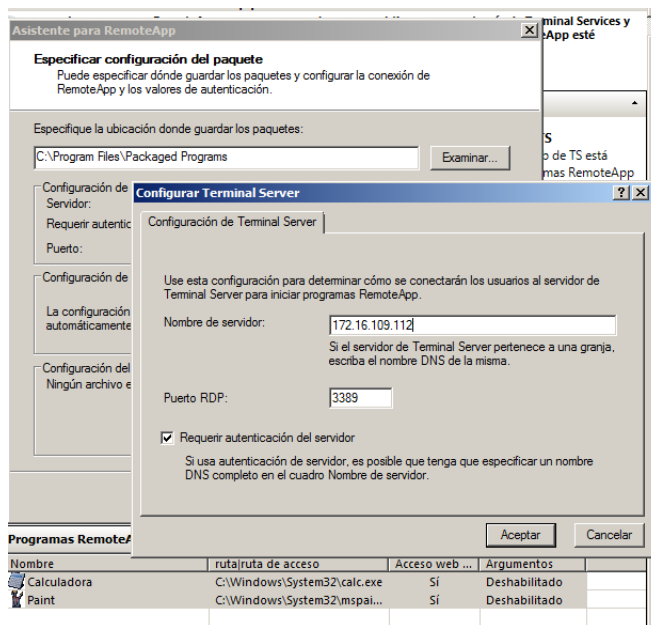 minal Services y
Asistente para RemoteApp
App esté
Especificar configuración del paquete
Puede especificar dónde guardar los paquetes y configurar la conexión de
RemoteApp y los valores de autenticación.
Especifique la ubicación donde guardar los paquetes:
C:\Program Files\Packaged Programs
Examinar...
de TS está
mas RemoteApp
Configuración de
Servidor:
Requerir autentic
Puerto:
Configuración de
La configuración
automáticamente
Configuración del
Ningún archivo e
Configurar Terminal Server
Configuración de Terminal Server
Use esta configuración para determinar cómo se conectarán los usuarios al servidor de
Terminal Server para iniciar programas RemoteApp.
Nombre de servidor:
172.16.109.112
Si el servidor de Terminal Server pertenece a una granja,
escriba el nombre DNS de la
misma.
Puerto RDP:
3389
Requerir autenticación del servidor
Si usa autenticación de servidor, es posible que tenga que especificar un nombre
DNS completo en el cuadro Nombre de servidor.
Aceptar
Cancelar
Programas RemoteA
Nombre ruta|ruta de acceso Acceso web ... Argumentos
Calculadora C:\Windows\System32\calc.exe Sí Deshabilitado
Paint C:\Windows\System32\mspai... Sí Deshabilitado